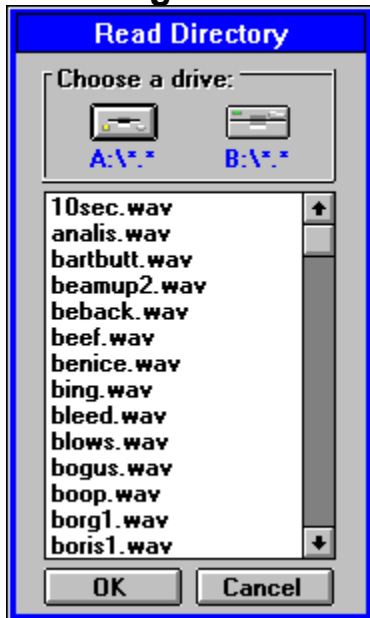 Read Directory
Choose a drive:
A:\*.* B:\*.*
10sec.wav
analis.wav
bartbutt.wav
beamup2.wav
beback.wav
beef.wav
benice.wav
bing.wav
bleed.wav
blows.wav
bogus.wav
boop.wav
borg1.wav
boris1.wav
OK Cancel